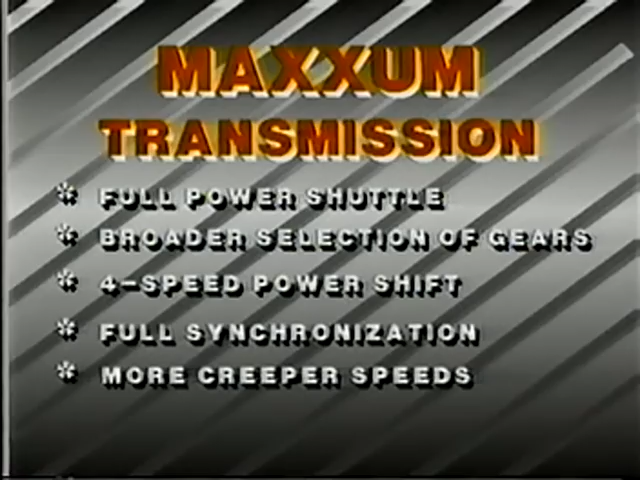 MAXXUM
TRANSMISSION
* FULL POWER SHUTTLE
* BROADER SELECTION OF GEARS
* 4-SPEED POWER SHIFT
* FULL SYNCHRONIZATION
* MORE CREEPER SPEEDS